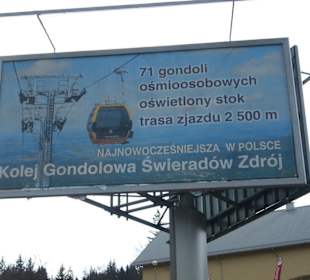 71 gondoli
ośmioosobowych
oświetlony stok
trasa zjazdu 2 500 m
NAJNOWOCZEŚNIEJSZA W POLSCE
Kolej Gondolowa Świeradów Zdrój